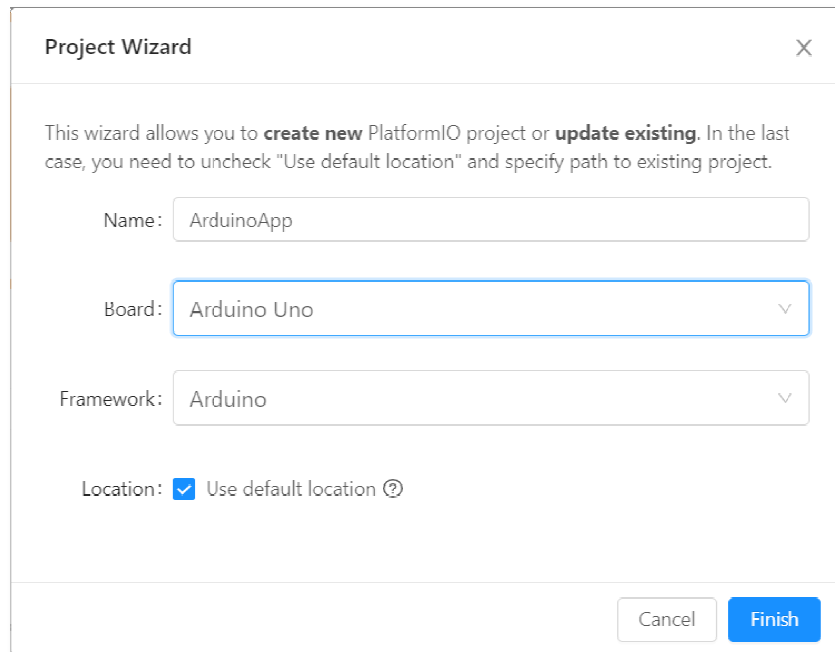 Project Wizard
This wizard allows you to create new PlatformIO project or update existing. In the last
case, you need to uncheck "Use default location" and specify path to existing project.
Name: ArduinoApp
Board: Arduino Uno
Framework: Arduino
Location: Use default location
Cancel Finish